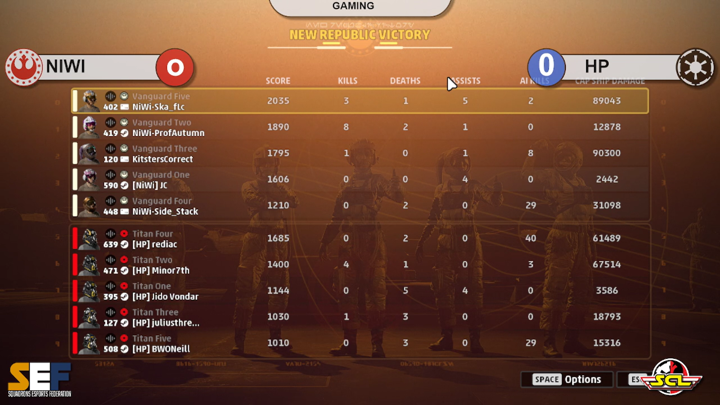 GAMING
NEW REPUBLIC VICTORY
NIWI O 0 HP
SCORE KILLS DEATHS ASSISTS AI KILLS CAP SHIP DAMAGE
Vanguard Five
402 NiWi-Ska_flc 2035 3 1 5 2 89043
Vanguard Two
419 NiWi-ProfAutumn 1890 8 2 1 0 12878
Vanguard Three
120 KitstersCorrect 1795 1 0 1 8 90300
Vanguard One
590 [NiWi] JC 1606 0 0 4 0 2442
Vanguard Four
448 NiWi-Side_Stack 1210 0 2 0 29 31098
Titan Four
639 [HP] rediac 1685 0 2 0 40 61489
Titan Two
471 [HP] Minor7th 1400 4 1 0 3 67514
Titan One
395 [HP] Jido Vondar 1144 0 5 4 0 3586
Titan Three
127 [HP] juliusthre... 1030 1 3 0 0 18793
Titan Five
508 [HP] BWONeill 1010 0 3 0 29 15316
SPACE Options ES
SEF
SQUADRONS ESPORTS FEDERATION
SCL